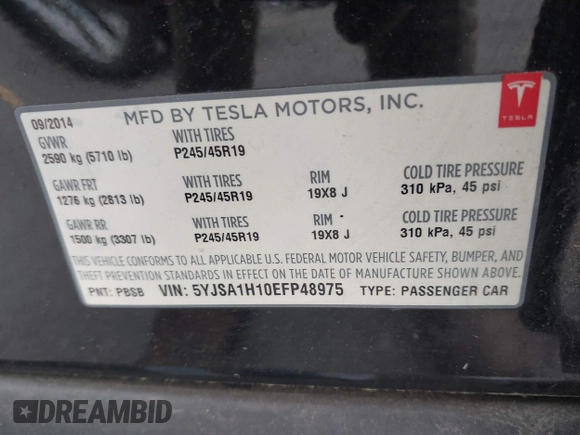 MFD BY TESLA MOTORS, INC.
TESLA
09/2014
GVWR WITH TIRES
2590 kg (5710 lb) P245/45R19
GAWR FRT WITH TIRES RIM COLD TIRE PRESSURE
1276 kg (2813 lb) P245/45R19 19X8 J 310 kPa, 45 psi
GAWR RR WITH TIRES RIM COLD TIRE PRESSURE
1500 kg (3307 lb) P245/45R19 19X8 J 310 kPa, 45 psi
THIS VEHICLE CONFORMS TO ALL APPLICABLE U.S. FEDERAL MOTOR VEHICLE SAFETY, BUMPER, AND
THEFT PREVENTION STANDARDS IN EFFECT ON THE DATE OF MANUFACTURE SHOWN ABOVE.
PNT: PBSB VIN: 5YJSA1H10EFP48975 TYPE: PASSENGER CAR
DREAMBID